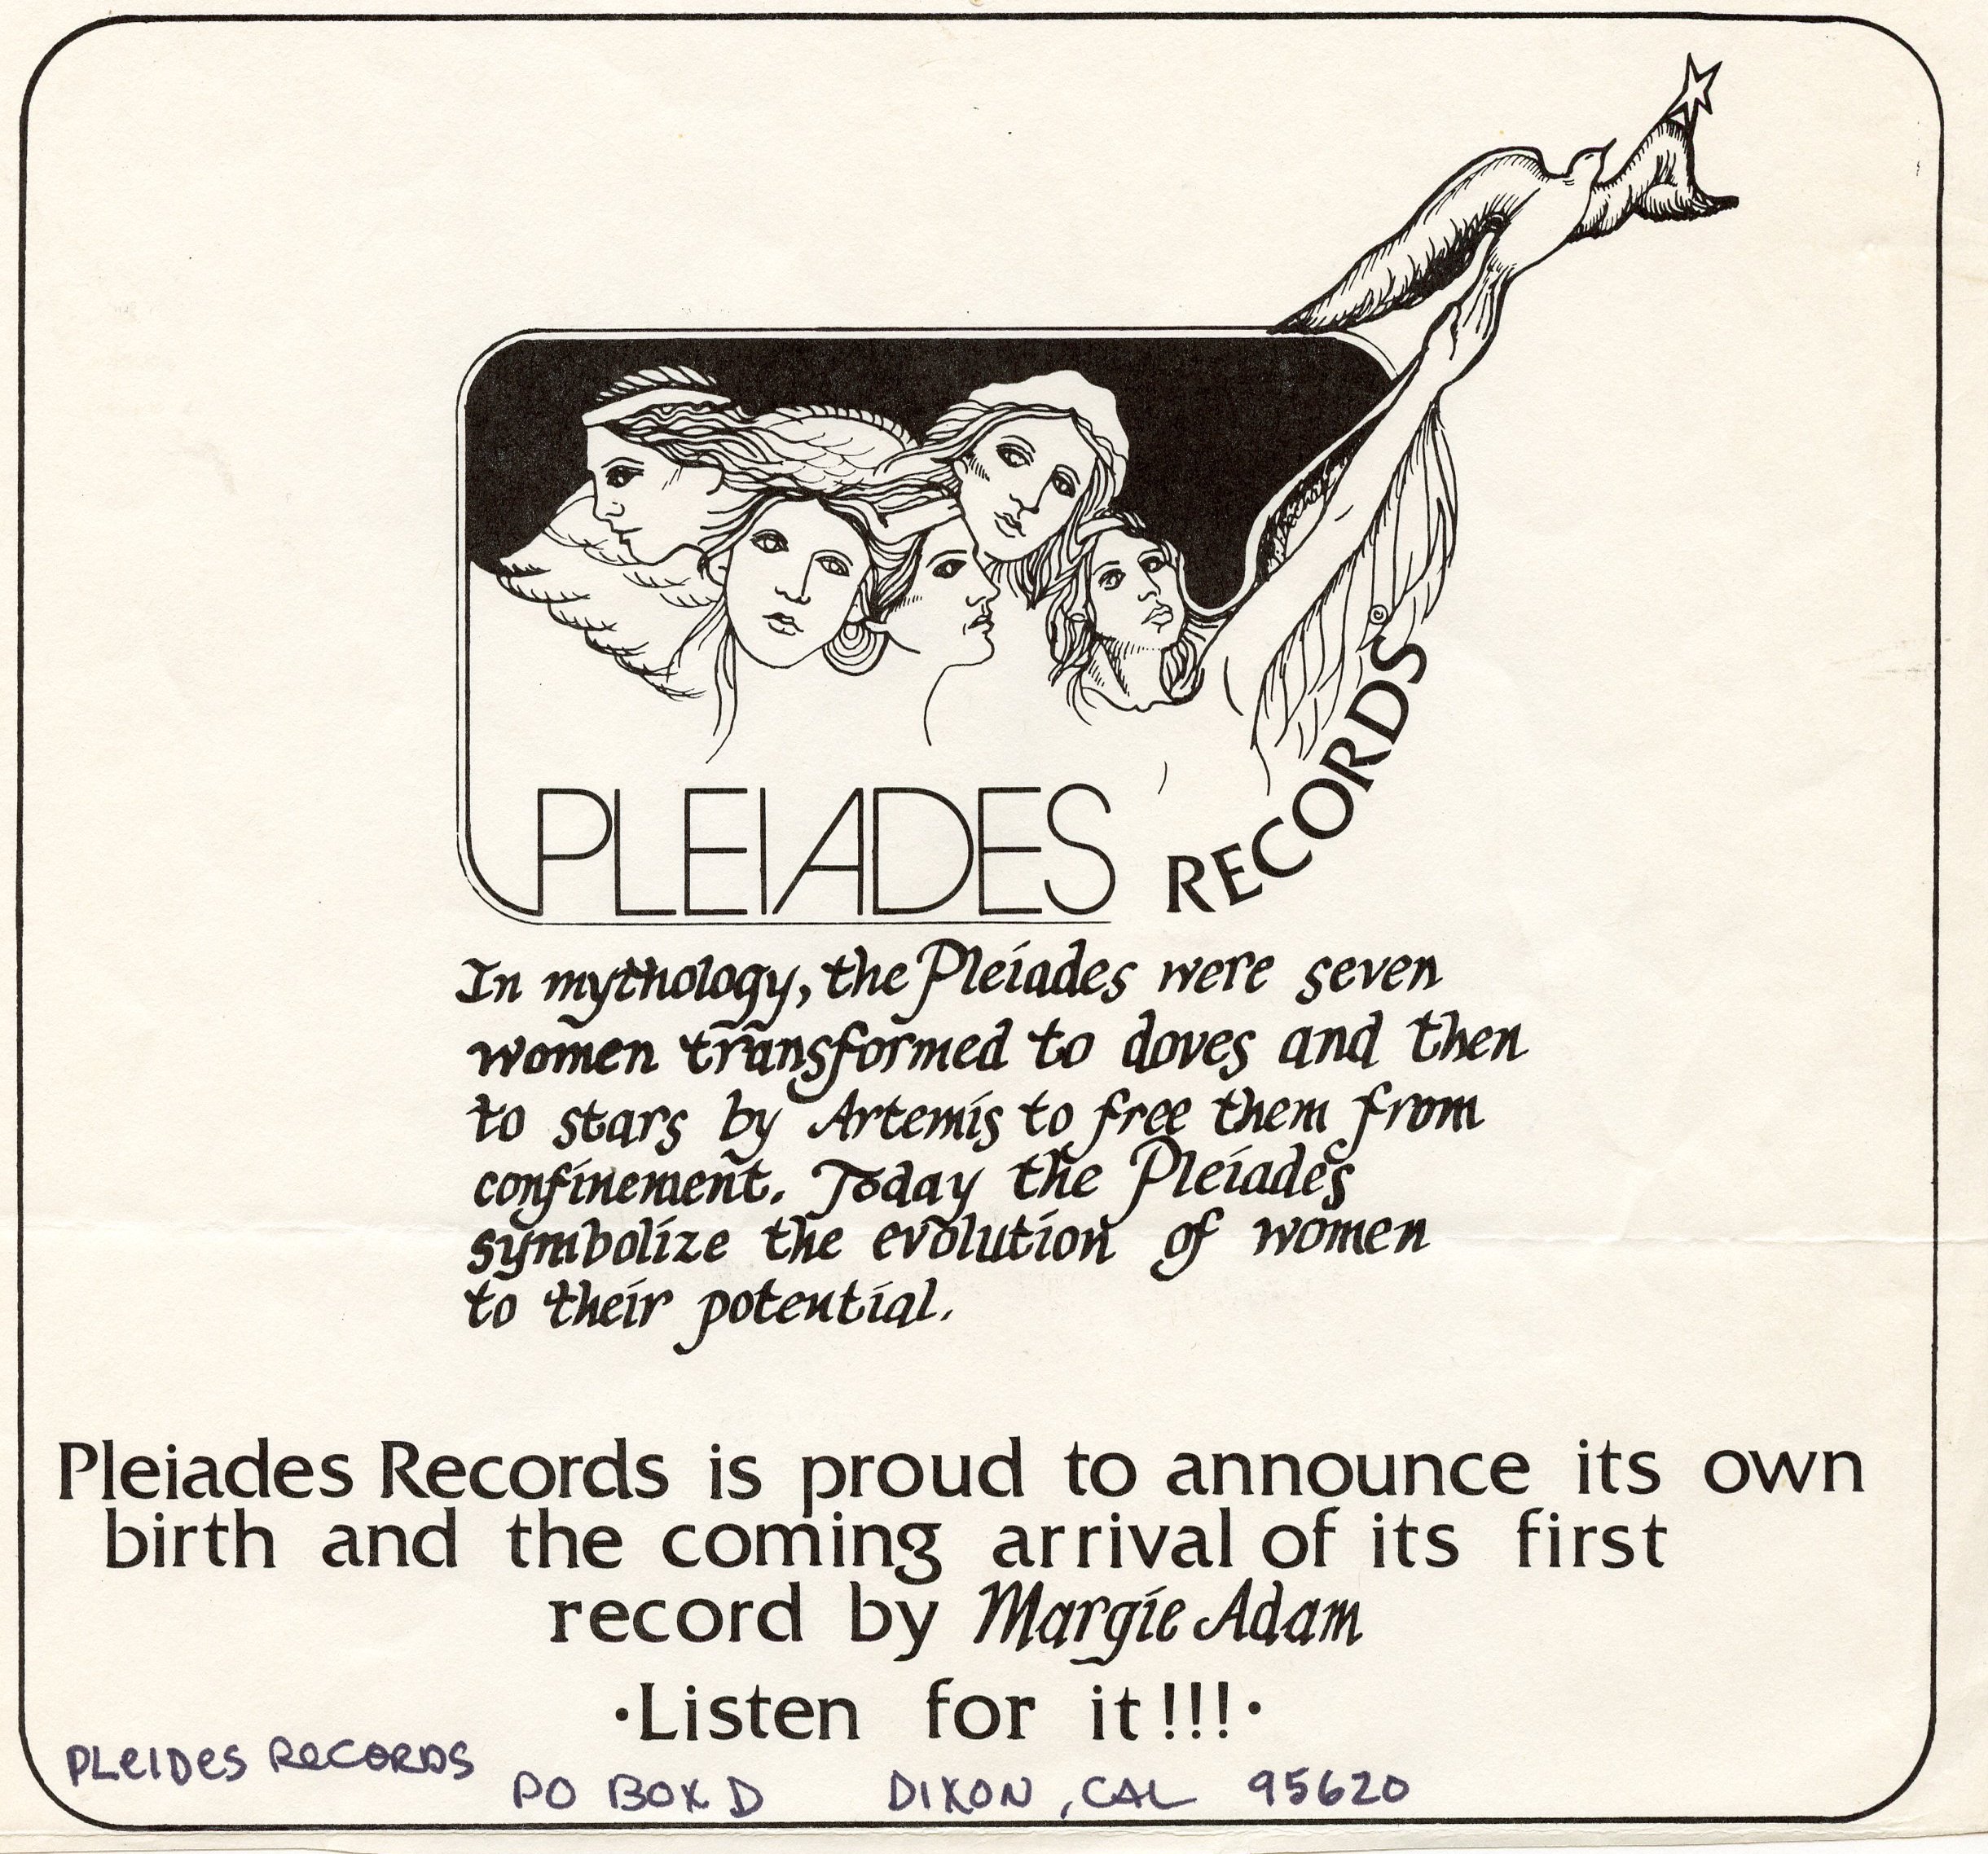 PLEIADES RECORDS
In mythology, the Pleiades were seven
women transformed to doves and then
to stars by Artemis to free them from
confinement. Today the Pleiades
symbolize the evolution of women
to their potential.
Pleiades Records is proud to announce its own
birth and the coming arrival of its first
record by Margie Adam
·Listen for it!!!·
PLEIDES RECORDS
PO BOX D DIXON, CAL 95620